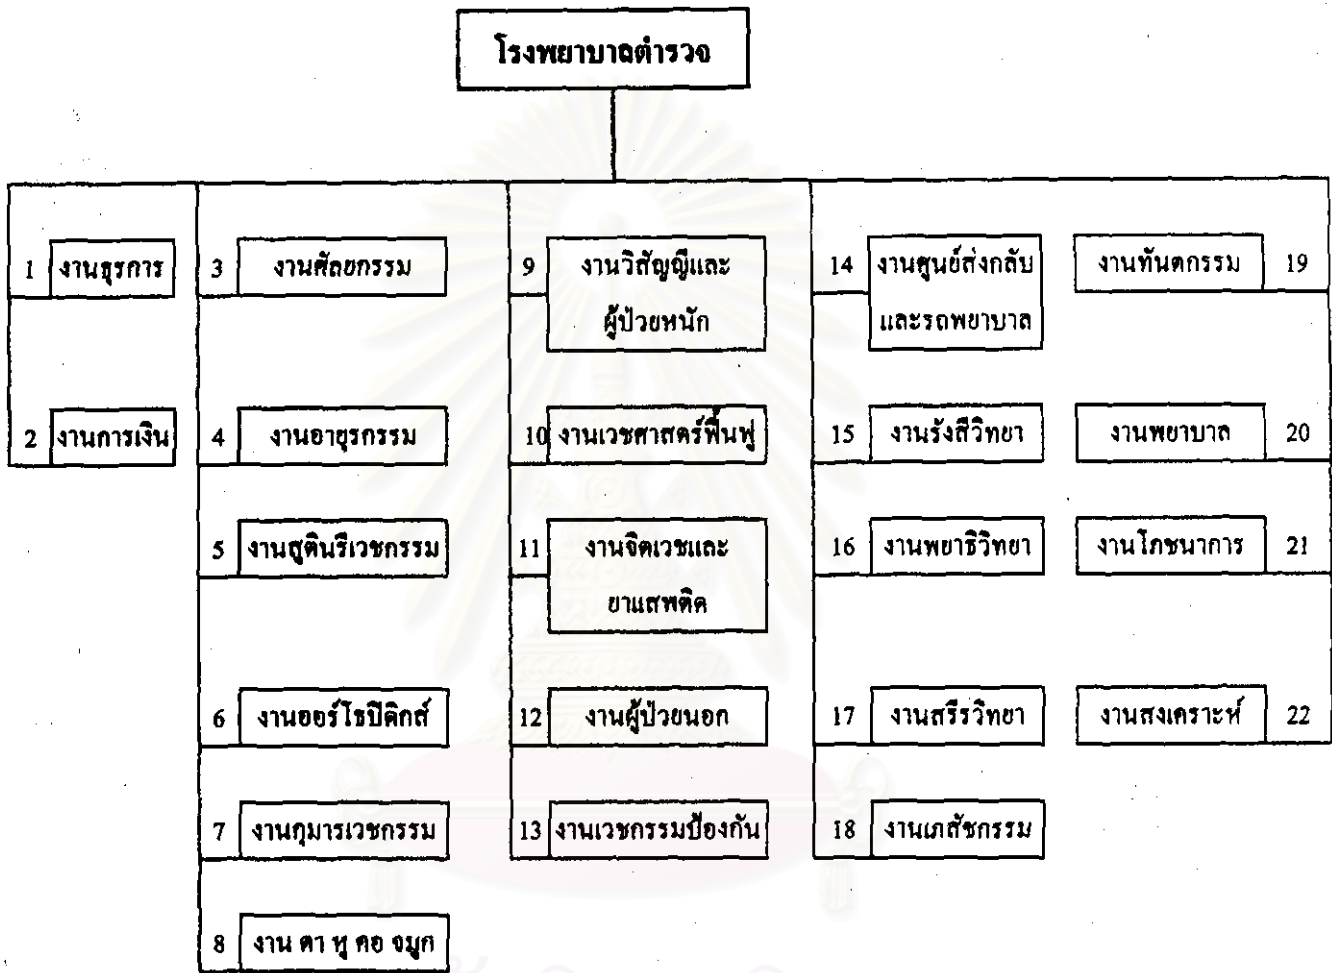 โรงพยาบาลตำรวจ
1 งานธุรการ
2 งานการเงิน
3 งานศัลยกรรม
4 งานอายุรกรรม
5 งานสูตินรีเวชกรรม
6 งานออร์โธปิดิกส์
7 งานกุมารเวชกรรม
8 งาน ตา หู คอ จมูก
9 งานวิสัญญีและ
ผู้ป่วยหนัก
10 งานเวชศาสตร์ฟื้นฟู
11 งานจิตเวชและ
ยาเสพติด
12 งานผู้ป่วยนอก
13 งานเวชกรรมป้องกัน
14 งานศูนย์ส่งกลับ
และรถพยาบาล
15 งานรังสีวิทยา
16 งานพยาธิวิทยา
17 งานสรีรวิทยา
18 งานเภสัชกรรม
งานทันตกรรม 19
งานพยาบาล 20
งานโภชนาการ 21
งานสงเคราะห์ 22